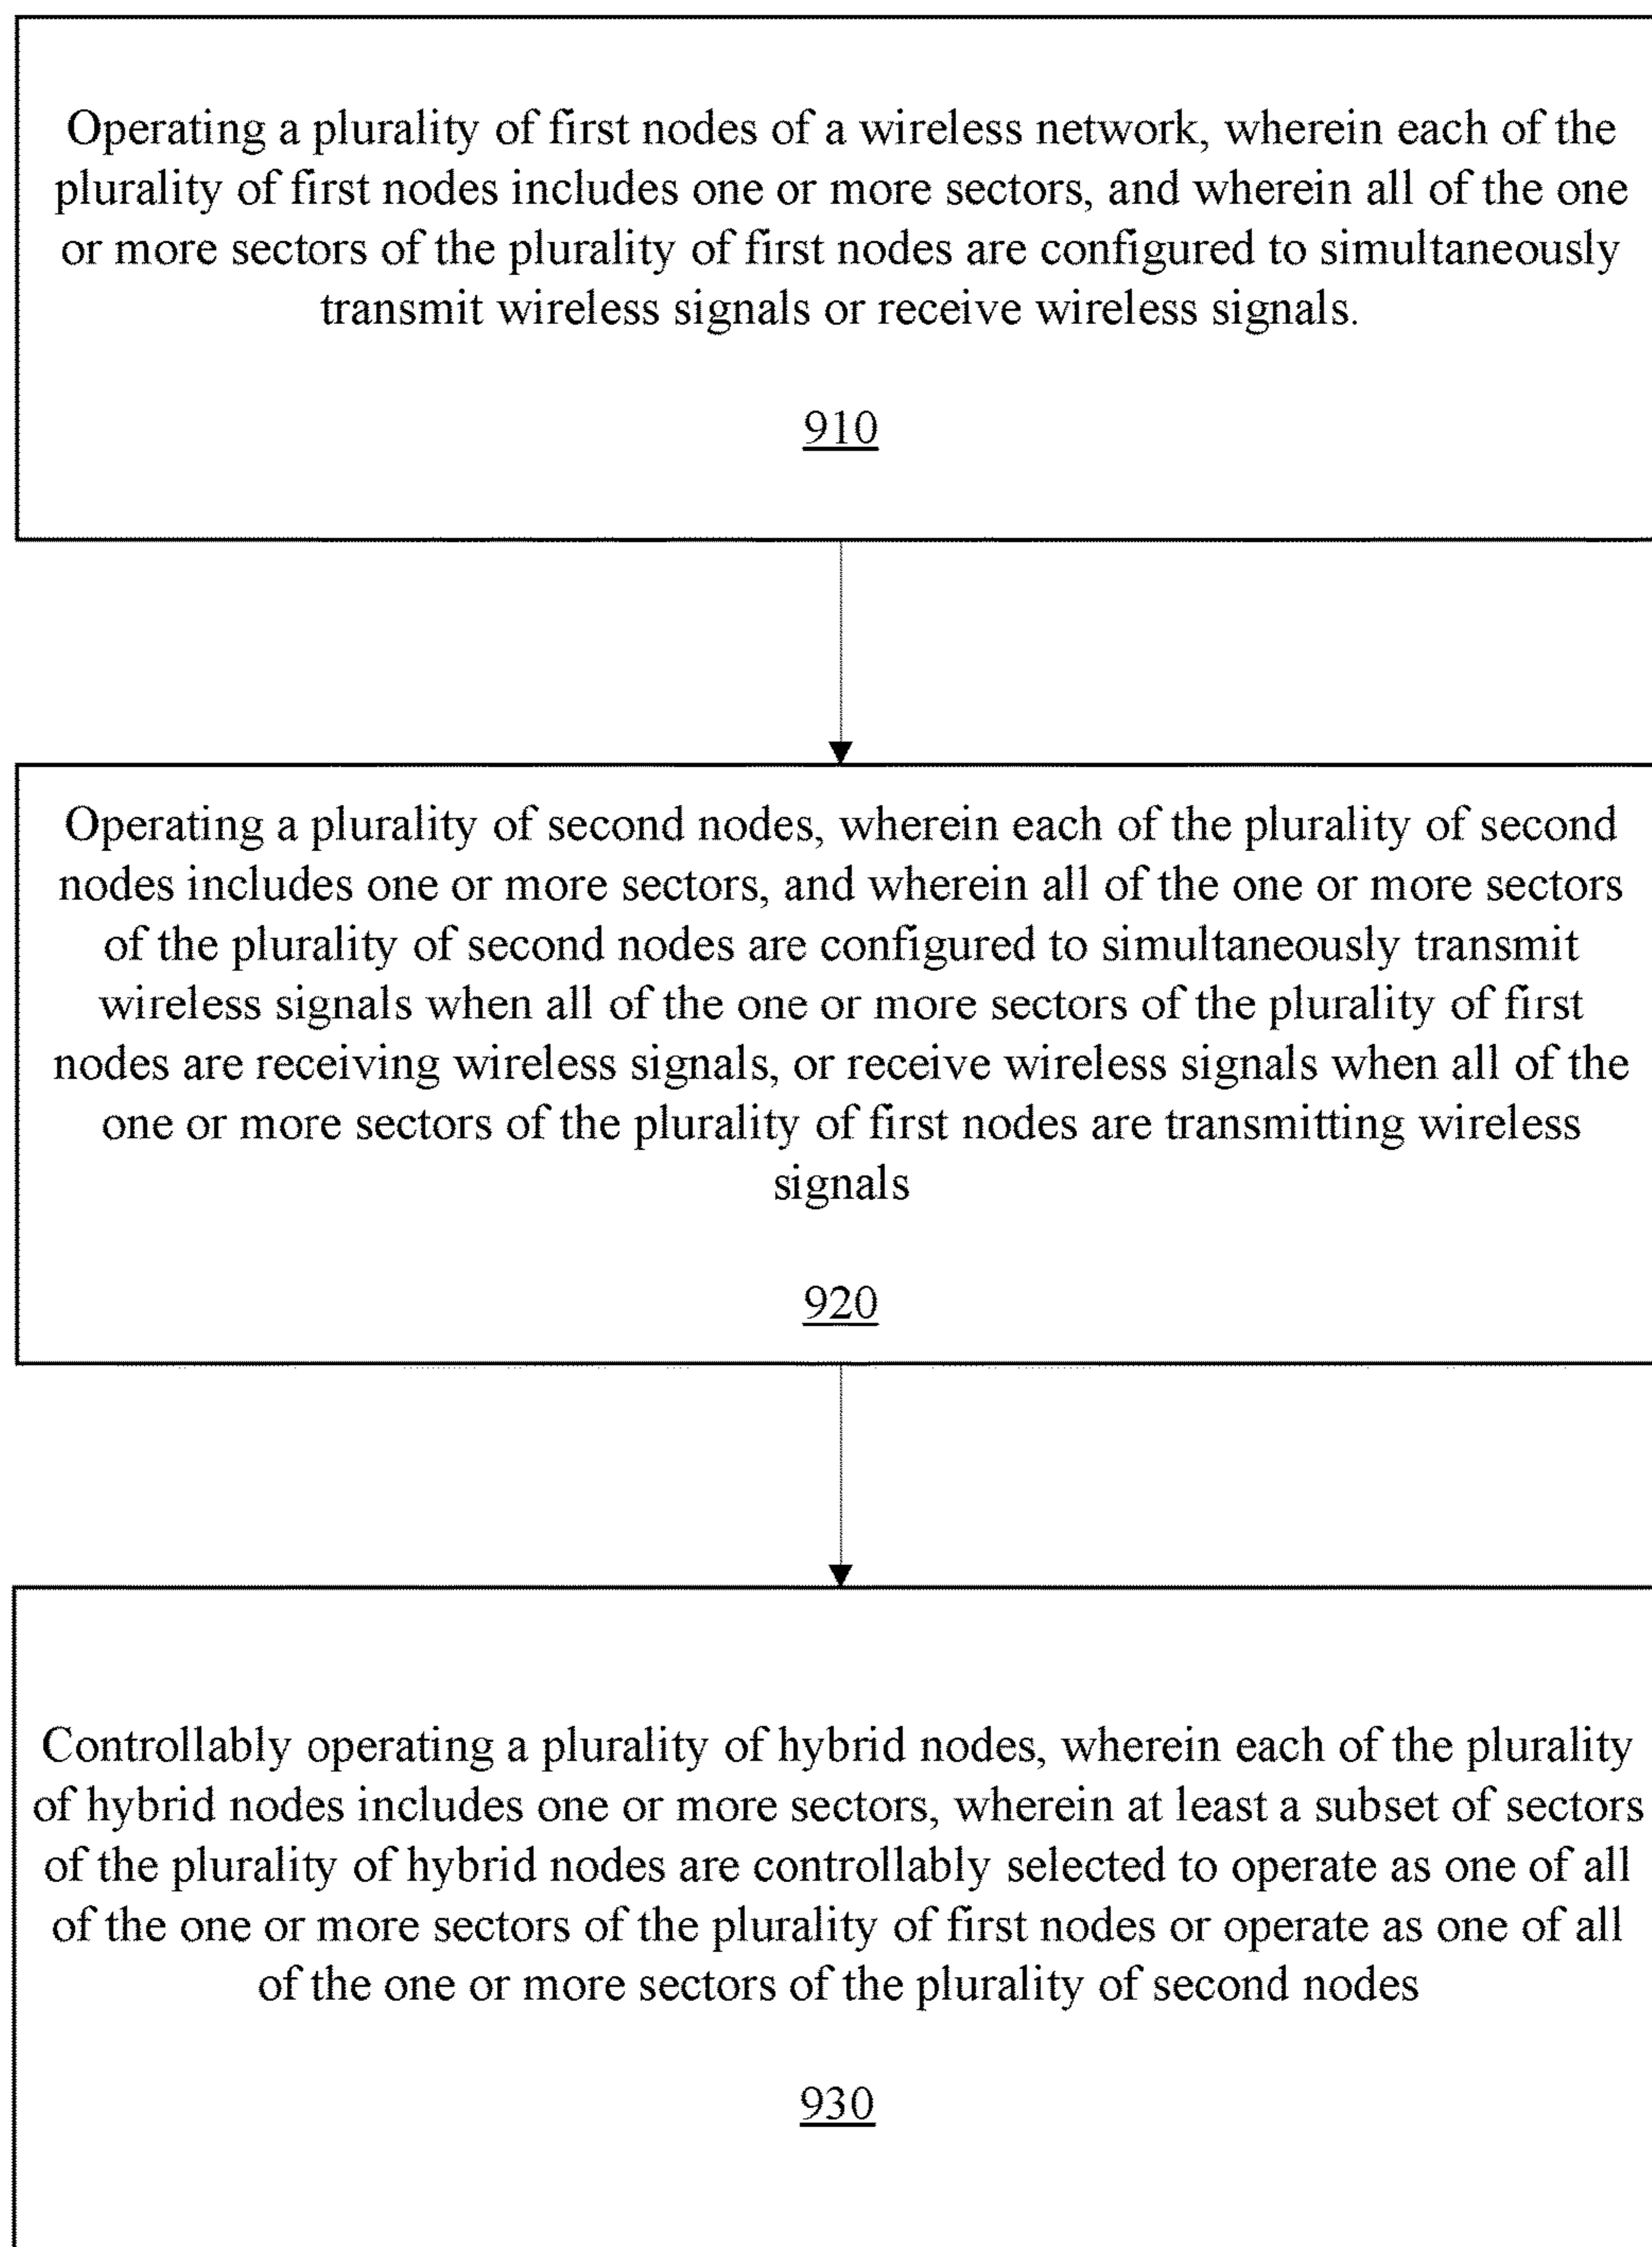 Operating a plurality of first nodes of a wireless network, wherein each of the
plurality of first nodes includes one or more sectors, and wherein all of the one
or more sectors of the plurality of first nodes are configured to simultaneously
transmit wireless signals or receive wireless signals.
910
Operating a plurality of second nodes, wherein each of the plurality of second
nodes includes one or more sectors, and wherein all of the one or more sectors
of the plurality of second nodes are configured to simultaneously transmit
wireless signals when all of the one or more sectors of the plurality of first
nodes are receiving wireless signals, or receive wireless signals when all of the
one or more sectors of the plurality of first nodes are transmitting wireless
signals
920
Controllably operating a plurality of hybrid nodes, wherein each of the plurality
of hybrid nodes includes one or more sectors, wherein at least a subset of sectors
of the plurality of hybrid nodes are controllably selected to operate as one of all
of the one or more sectors of the plurality of first nodes or operate as one of all
of the one or more sectors of the plurality of second nodes
930